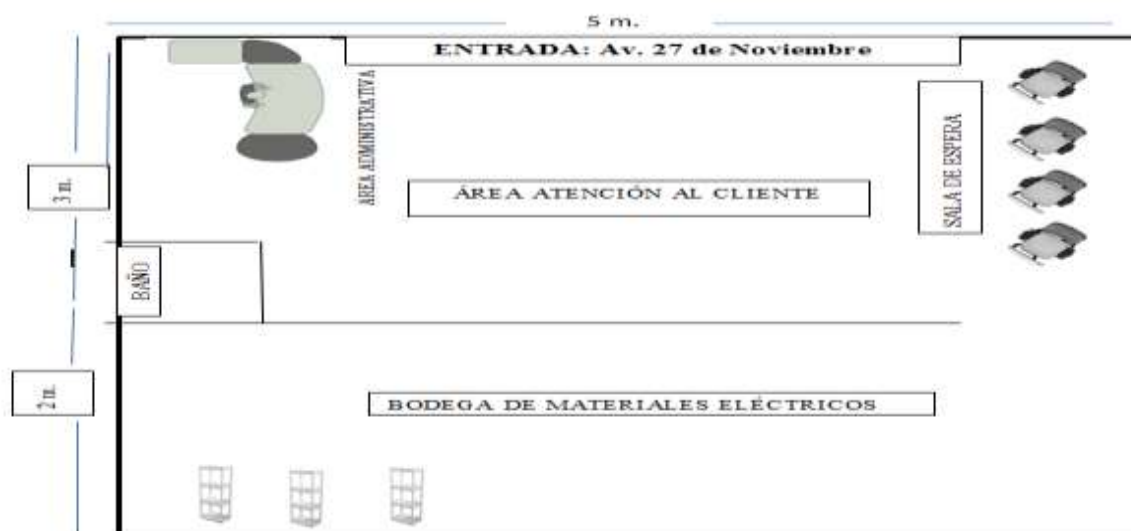 5 m.
ENTRADA: Av. 27 de Noviembre
AREA ADMINISTRATIVA
ÁREA ATENCIÓN AL CLIENTE
SALA DE ESPERA
3 m.
BAÑO
2 m.
BODEGA DE MATERIALES ELÉCTRICOS